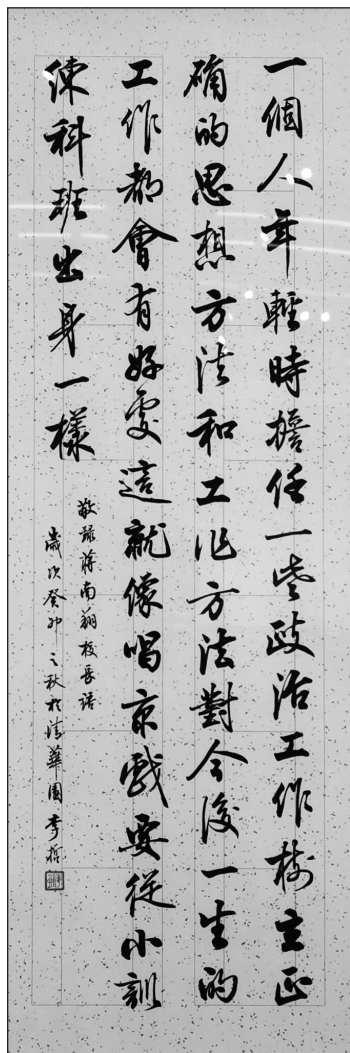 一個人年輕時擔任一些政治工作樹立正
確的思想方法和工作方法對今後一生的
工作都會有好處這就像唱京戲要從小訓
練科班出身一樣
敬錄蔣南翔校長語
歲次癸卯之秋於清華園李哲